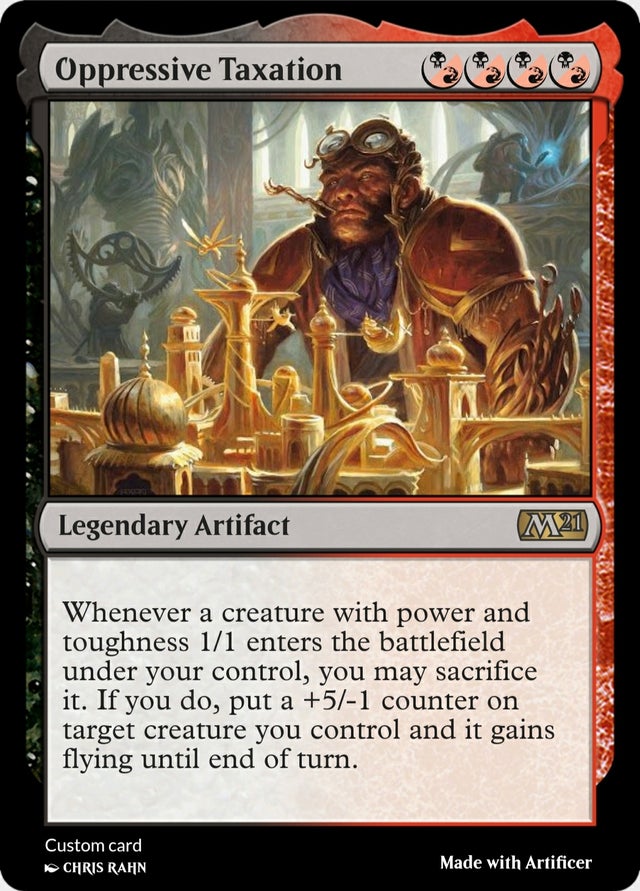 Oppressive Taxation
Legendary Artifact
M21
Whenever a creature with power and
toughness 1/1 enters the battlefield
under your control, you may sacrifice
it. If you do, put a +5/-1 counter on
target creature you control and it gains
flying until end of turn.
Custom card
CHRIS RAHN
Made with Artificer